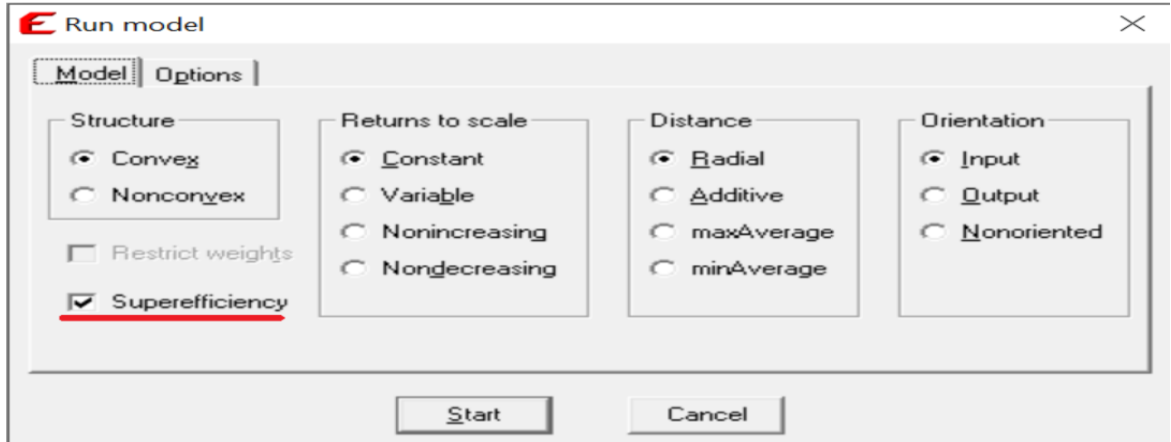 Run model
Model Options
Structure
Convex
Nonconvex
Restrict weights
Superefficiency
Returns to scale
Constant
Variable
Nonincreasing
Nondecreasing
Distance
Radial
Additive
maxAverage
minAverage
Orientation
Input
Output
Nonoriented
Start
Cancel